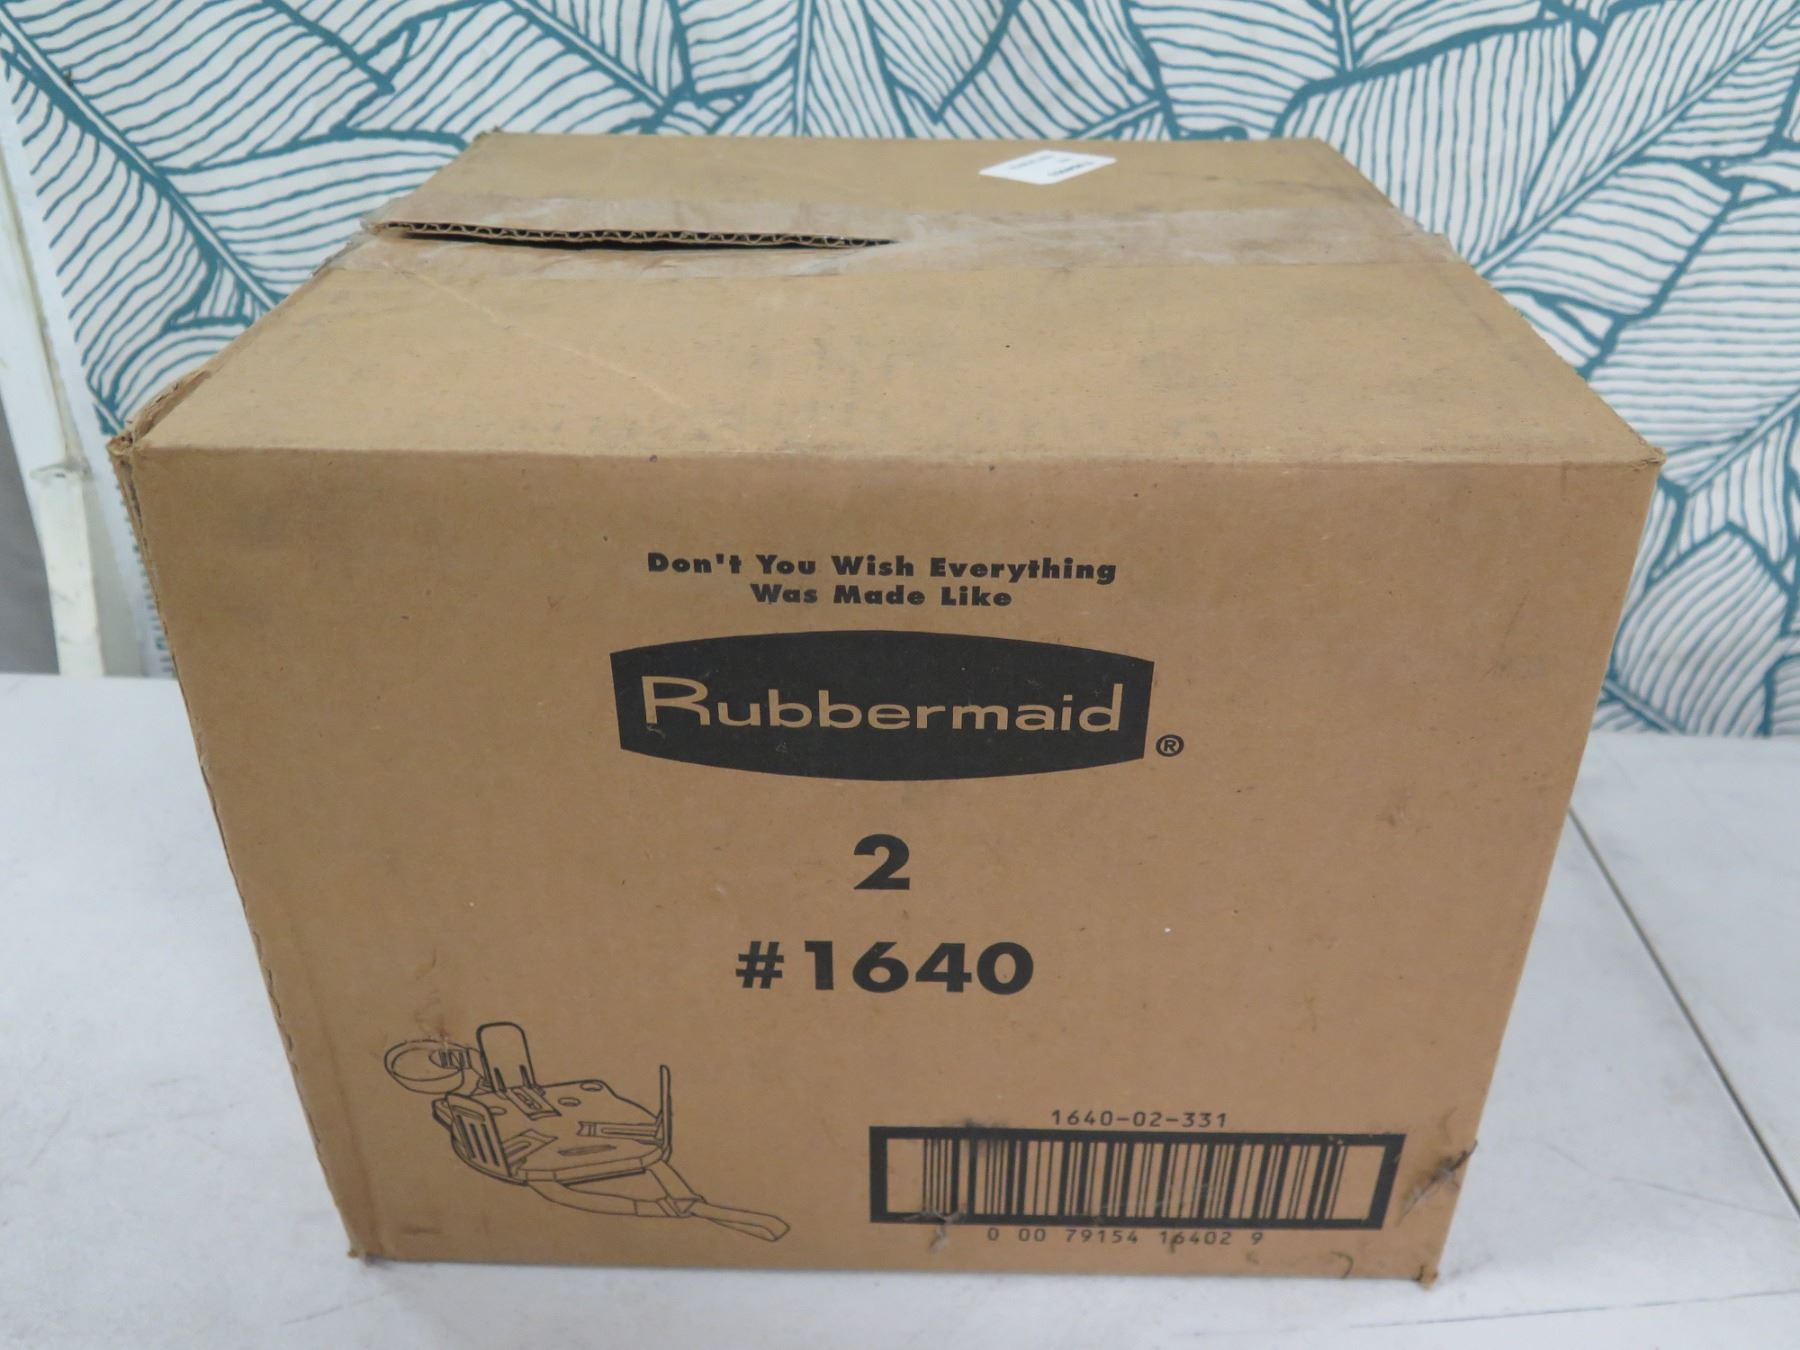 Don't You Wish Everything
Was Made Like
Rubbermaid®
2
#1640
1640-02-331
0 00 79154 16402 9